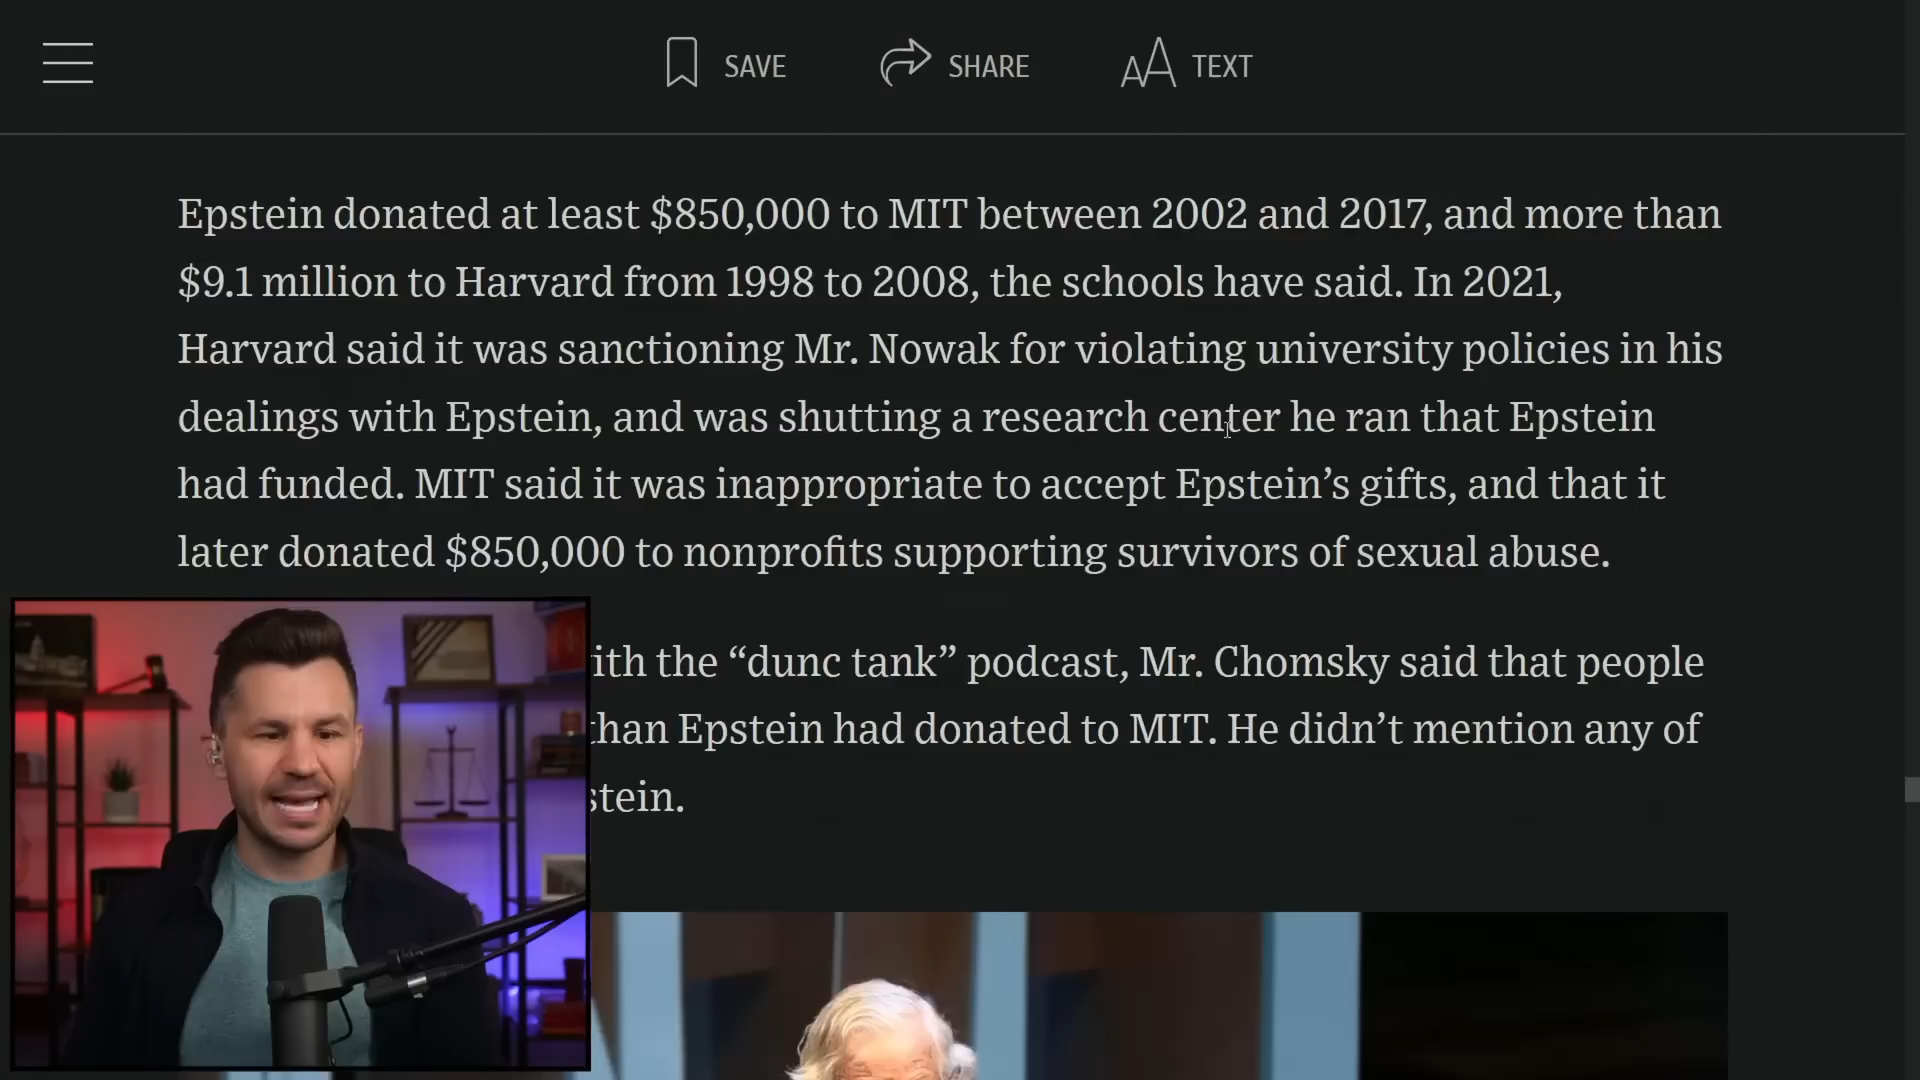 SAVE SHARE TEXT
Epstein donated at least $850,000 to MIT between 2002 and 2017, and more than
$9.1 million to Harvard from 1998 to 2008, the schools have said. In 2021,
Harvard said it was sanctioning Mr. Nowak for violating university policies in his
dealings with Epstein, and was shutting a research center he ran that Epstein
had funded. MIT said it was inappropriate to accept Epstein’s gifts, and that it
later donated $850,000 to nonprofits supporting survivors of sexual abuse.
ith the “dunc tank” podcast, Mr. Chomsky said that people
than Epstein had donated to MIT. He didn’t mention any of
stein.